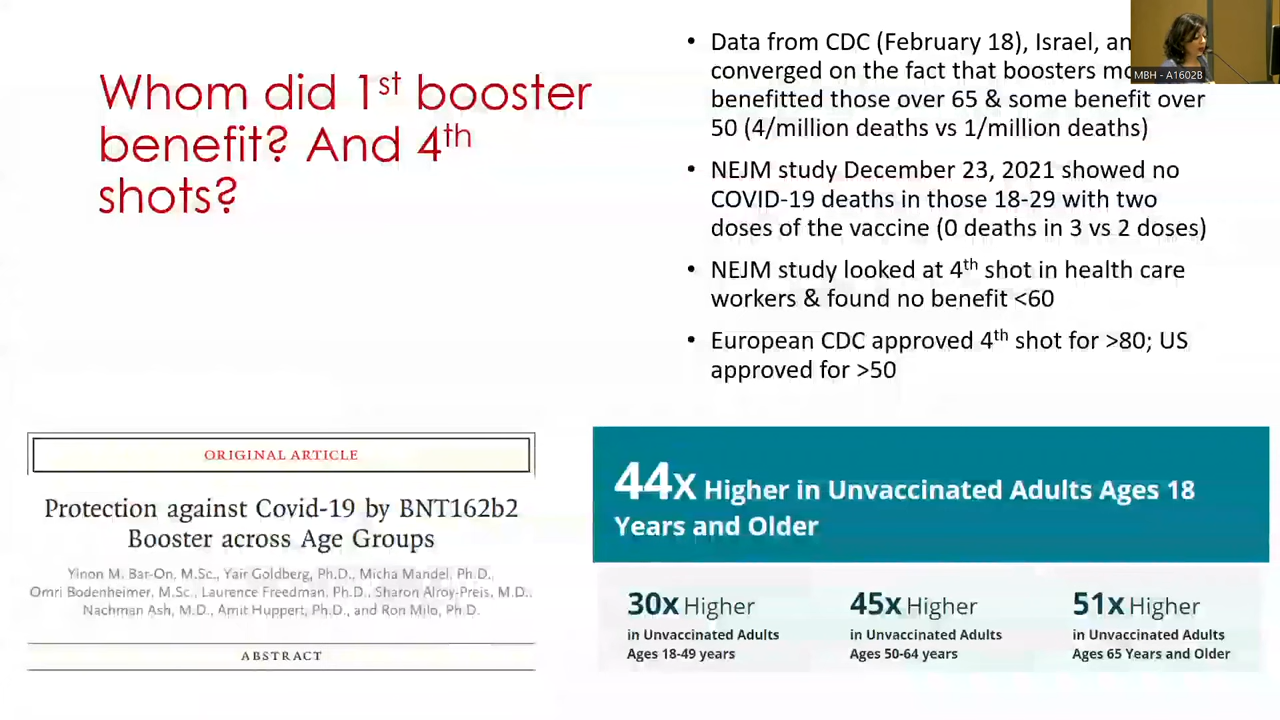 Whom did 1st booster
benefit? And 4th
shots?
• Data from CDC (February 18), Israel, an
converged on the fact that boosters mo
benefitted those over 65 & some benefit over
50 (4/million deaths vs 1/million deaths)
• NEJM study December 23, 2021 showed no
COVID-19 deaths in those 18-29 with two
doses of the vaccine (0 deaths in 3 vs 2 doses)
• NEJM study looked at 4th shot in health care
workers & found no benefit <60
• European CDC approved 4th shot for >80; US
approved for >50
MBH - A1602B
ORIGINAL ARTICLE
Protection against Covid-19 by BNT162b2
Booster across Age Groups
Yinon M. Bar-On, M.Sc., Yair Goldberg, Ph.D., Micha Mandel, Ph.D.,
Omri Bodenheimer, M.Sc., Laurence Freedman, Ph.D., Sharon Alroy-Preis, M.D.,
Nachman Ash, M.D., Amit Huppert, Ph.D., and Ron Milo, Ph.D.
ABSTRACT
44x Higher in Unvaccinated Adults Ages 18
Years and Older
30x Higher
in Unvaccinated Adults
Ages 18-49 years
45x Higher
in Unvaccinated Adults
Ages 50-64 years
51x Higher
in Unvaccinated Adults
Ages 65 Years and Older